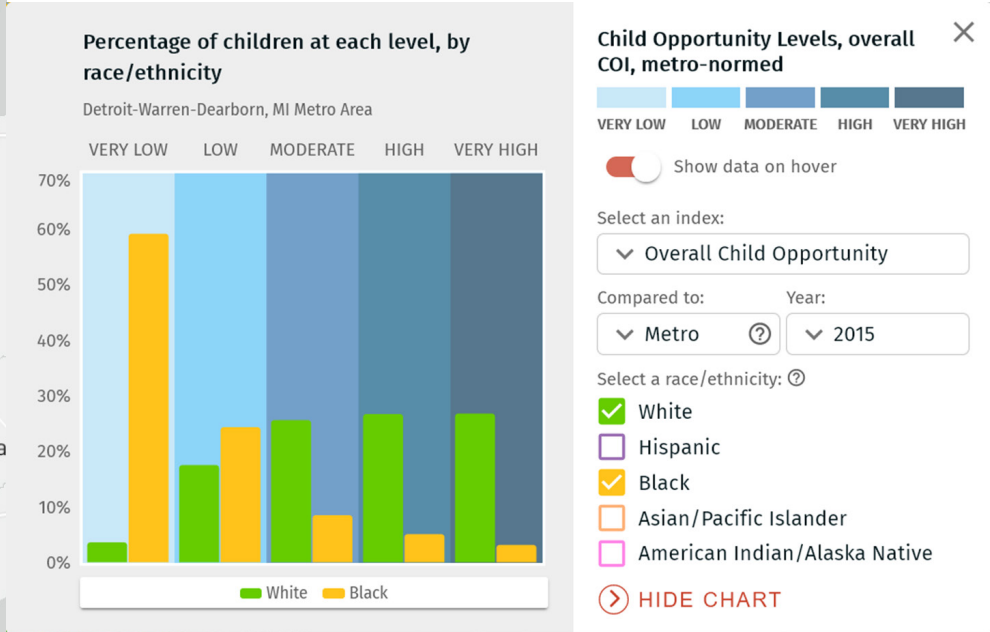 Percentage of children at each level, by
race/ethnicity
Detroit-Warren-Dearborn, MI Metro Area
VERY LOW LOW MODERATE HIGH VERY HIGH
70%
60%
50%
40%
30%
20%
10%
0%
White Black
Child Opportunity Levels, overall
COI, metro-normed
VERY LOW LOW MODERATE HIGH VERY HIGH
Show data on hover
Select an index:
Overall Child Opportunity
Compared to: Year:
Metro ? 2015
Select a race/ethnicity: ?
White
Hispanic
Black
Asian/Pacific Islander
American Indian/Alaska Native
HIDE CHART